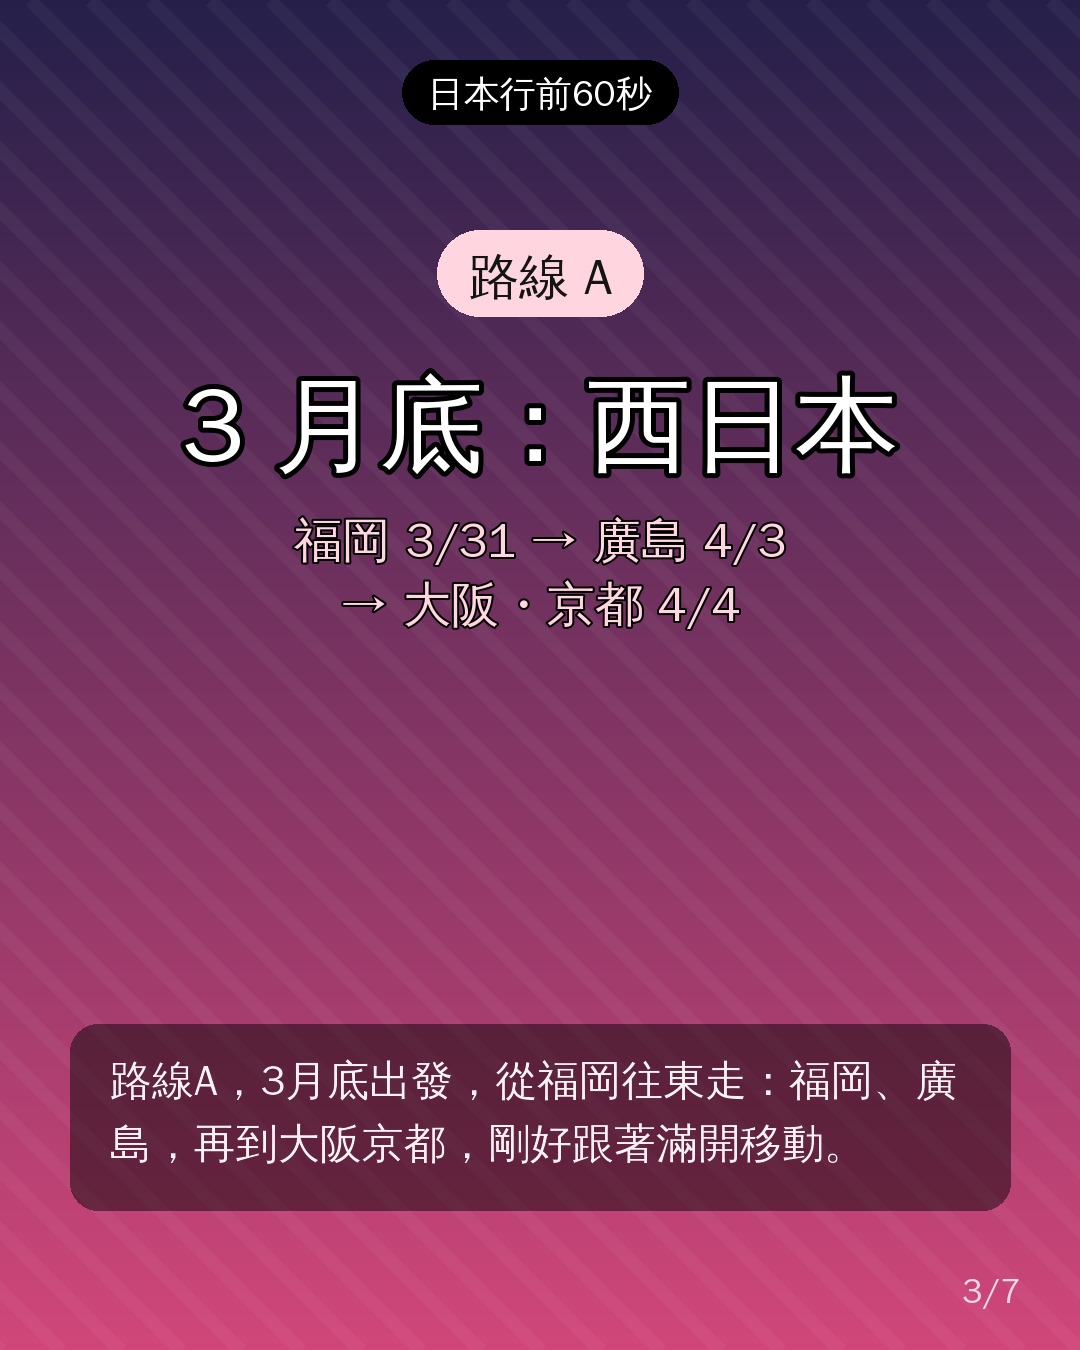 日本行前60秒
路線 A
3 月底：西日本
福岡 3/31 → 廣島 4/3
→ 大阪・京都 4/4
路線A，3月底出發，從福岡往東走：福岡、廣
島，再到大阪京都，剛好跟著滿開移動。
3/7